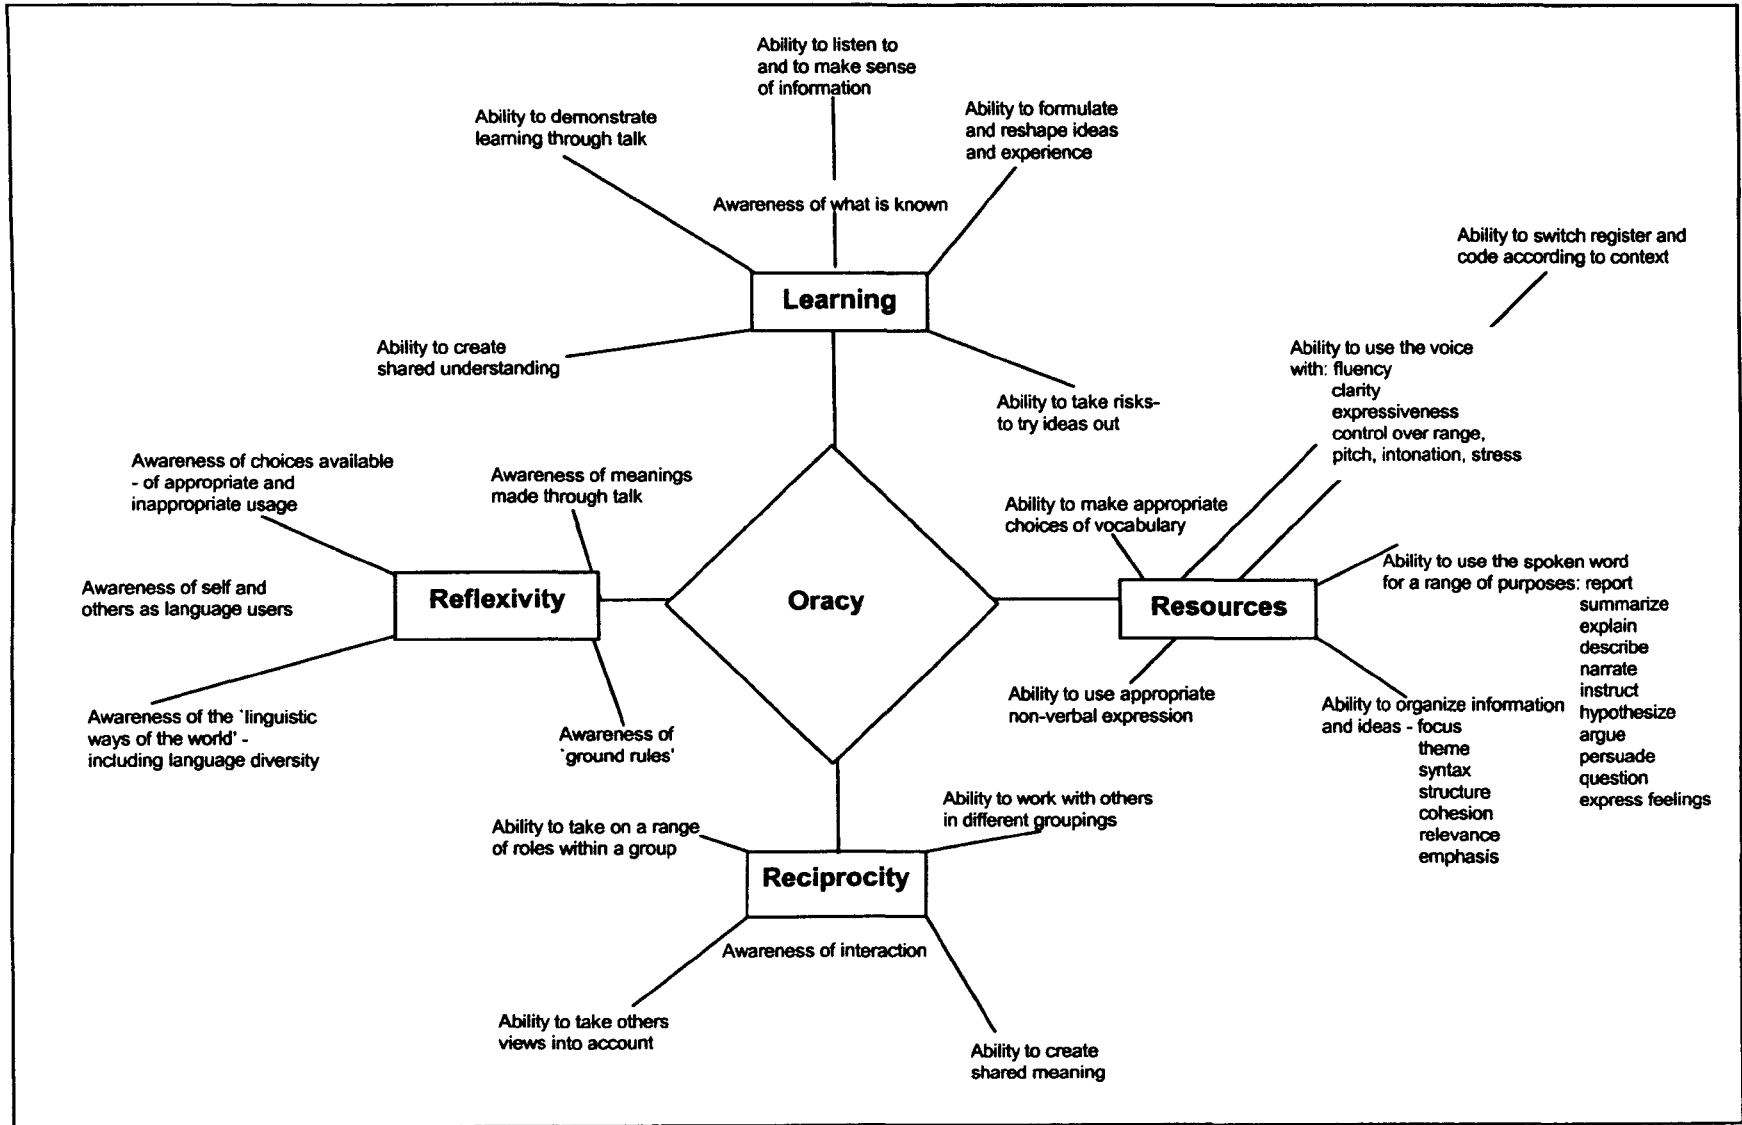 Ability to listen to
and to make sense
of information
Ability to demonstrate
learning through talk
Ability to formulate
and reshape ideas
and experience
Awareness of what is known
Learning
Ability to create
shared understanding
Ability to take risks-
to try ideas out
Ability to switch register and
code according to context
Ability to use the voice
with: fluency
clarity
expressiveness
control over range,
pitch, intonation, stress
Awareness of choices available
- of appropriate and
inappropriate usage
Awareness of meanings
made through talk
Awareness of self and
others as language users
Reflexivity
Awareness of the `linguistic
ways of the world' -
including language diversity
Awareness of
`ground rules'
Oracy
Ability to make appropriate
choices of vocabulary
Resources
Ability to use the spoken word
for a range of purposes: report
summarize
explain
describe
narrate
instruct
hypothesize
argue
persuade
question
express feelings
Ability to use appropriate
non-verbal expression
Ability to organize information
and ideas - focus
theme
syntax
structure
cohesion
relevance
emphasis
Ability to take on a range
of roles within a group
Ability to work with others
in different groupings
Reciprocity
Awareness of interaction
Ability to take others
views into account
Ability to create
shared meaning